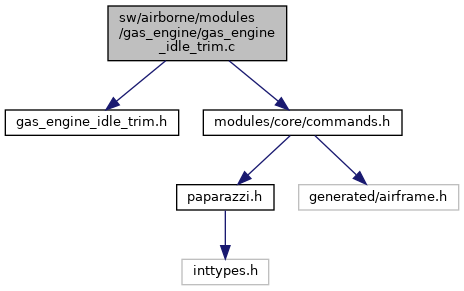 sw/airborne/modules
/gas_engine/gas_engine
_idle_trim.c
gas_engine_idle_trim.h
modules/core/commands.h
paparazzi.h
generated/airframe.h
inttypes.h